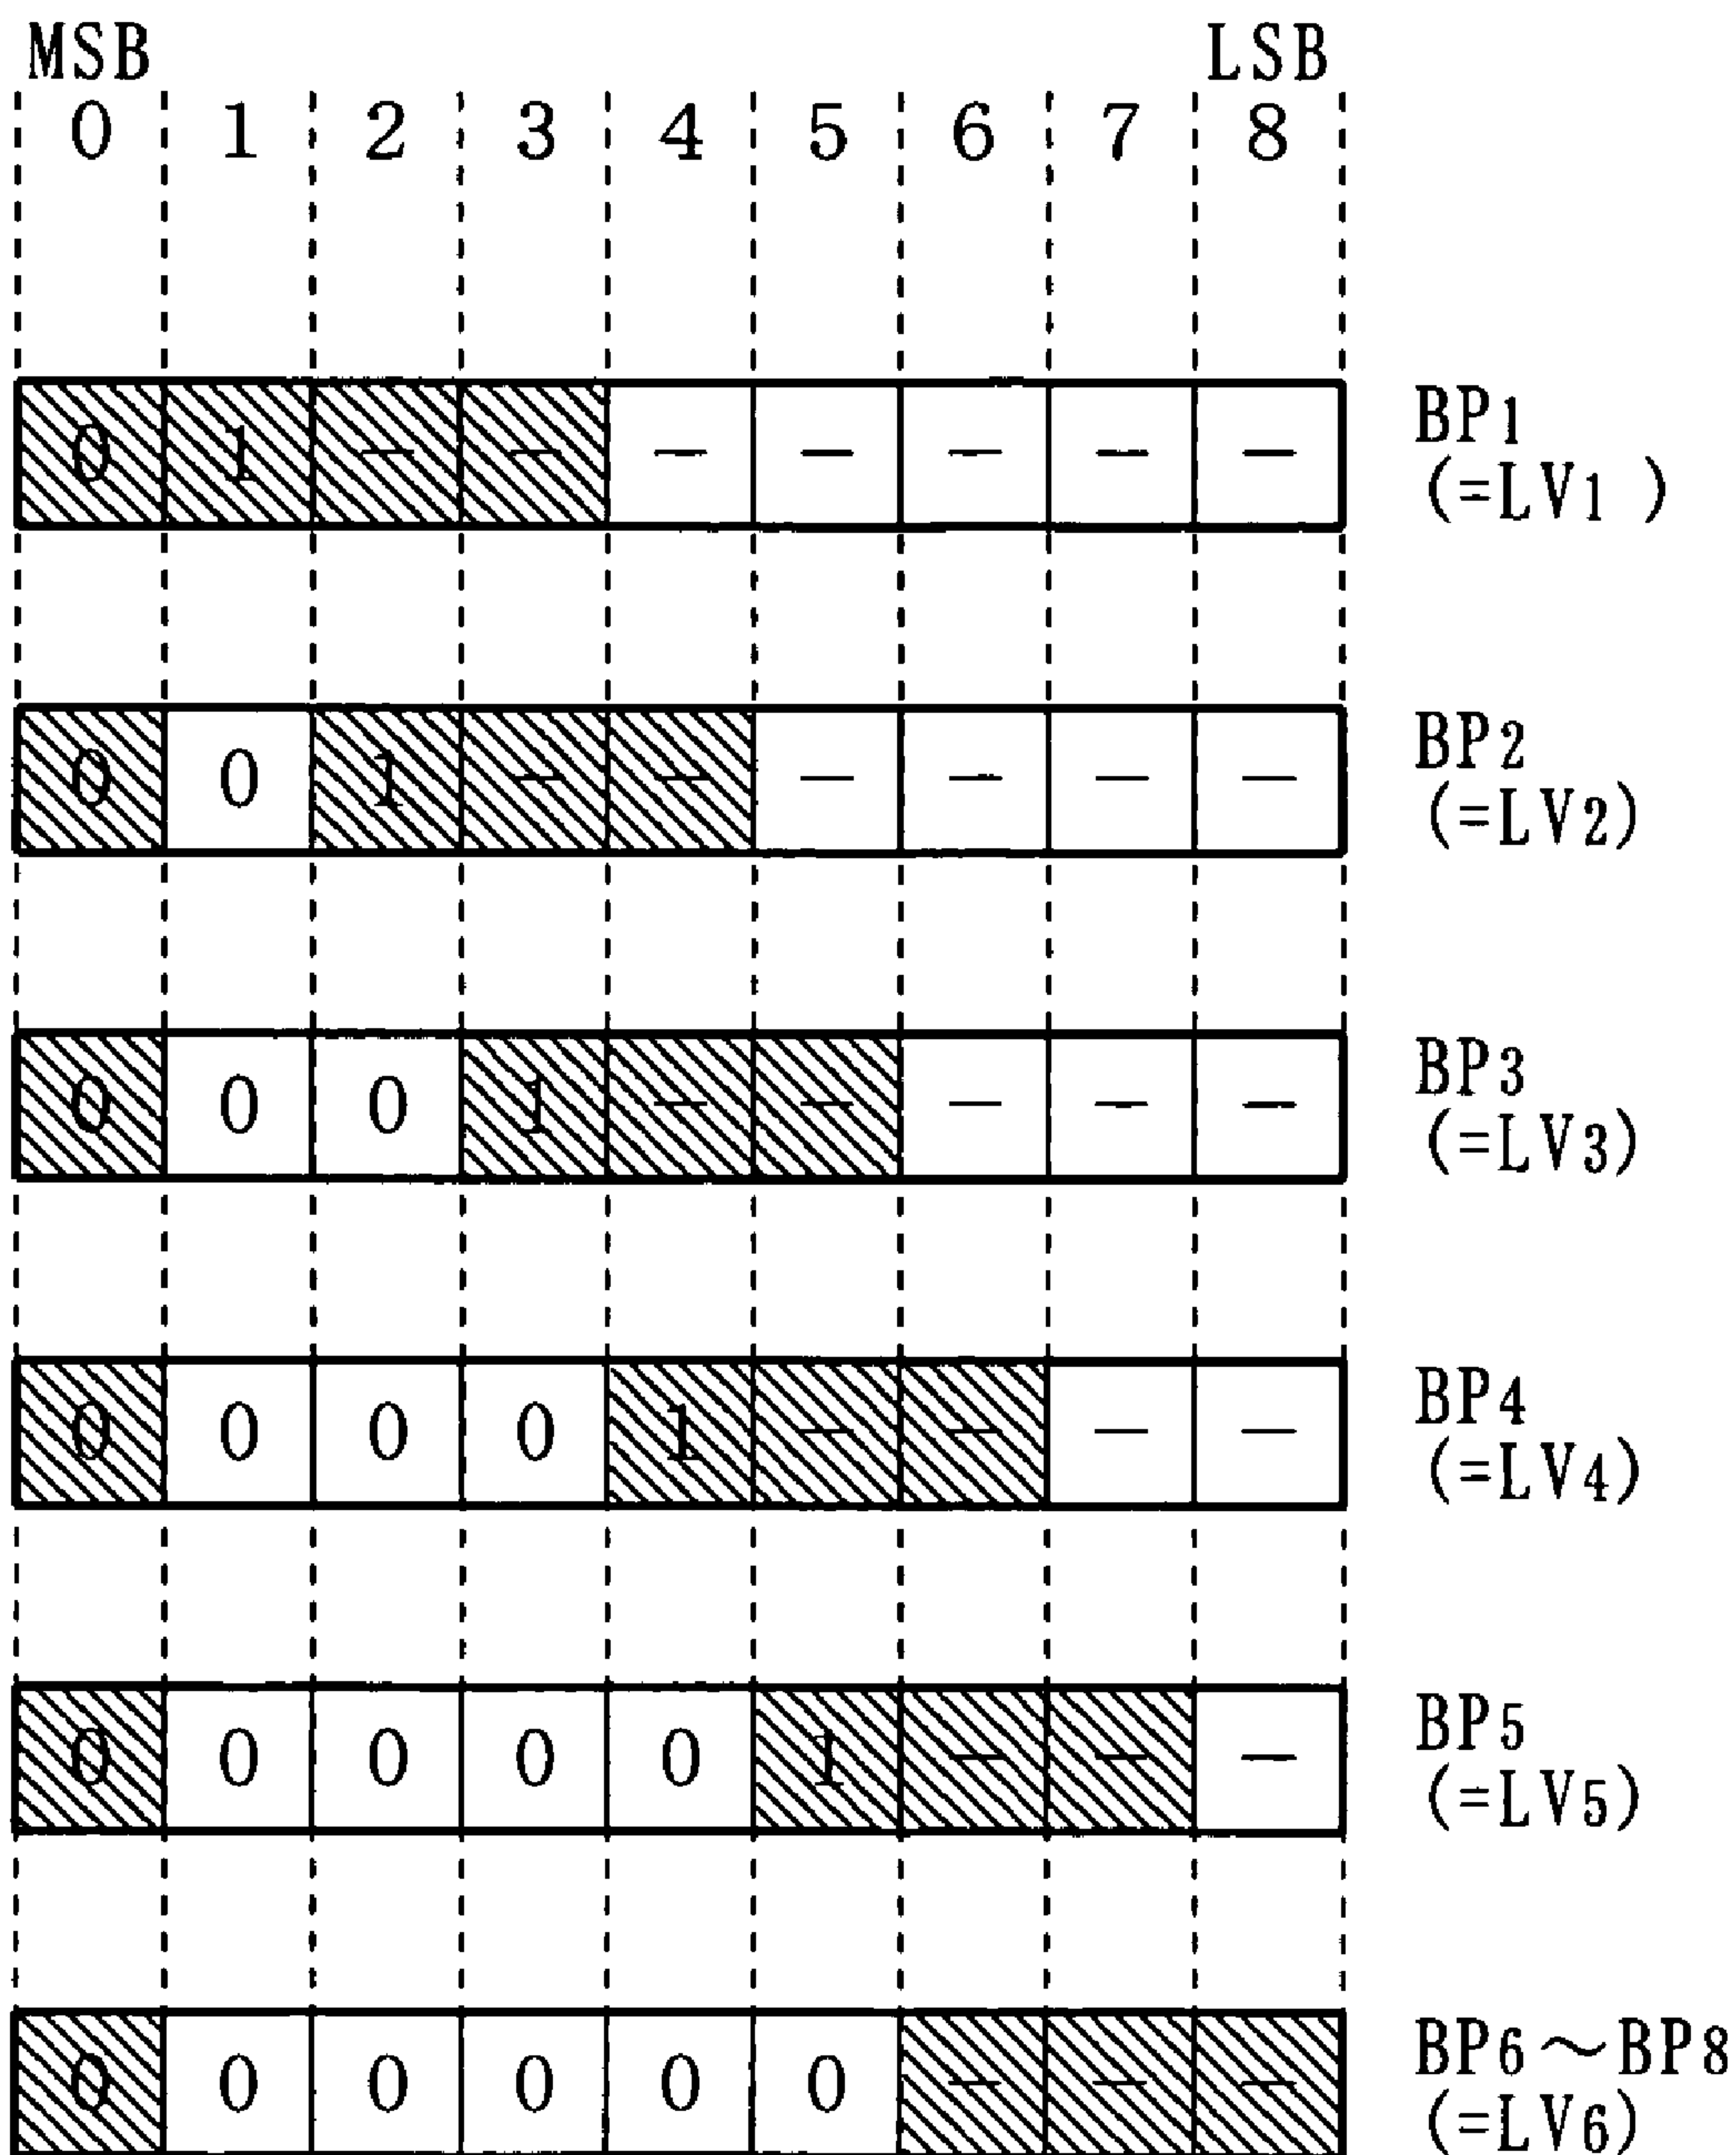 MSB LSB
0 1 2 3 4 5 6 7 8
0 1 — — — — — — — BP1
(=LV1 )
0 0 1 — — — — — — BP2
(=LV2)
0 0 0 1 — — — — — BP3
(=LV3)
0 0 0 0 1 — — — — BP4
(=LV4)
0 0 0 0 0 1 — — — BP5
(=LV5)
0 0 0 0 0 0 — — — BP6～BP8
(=LV6)